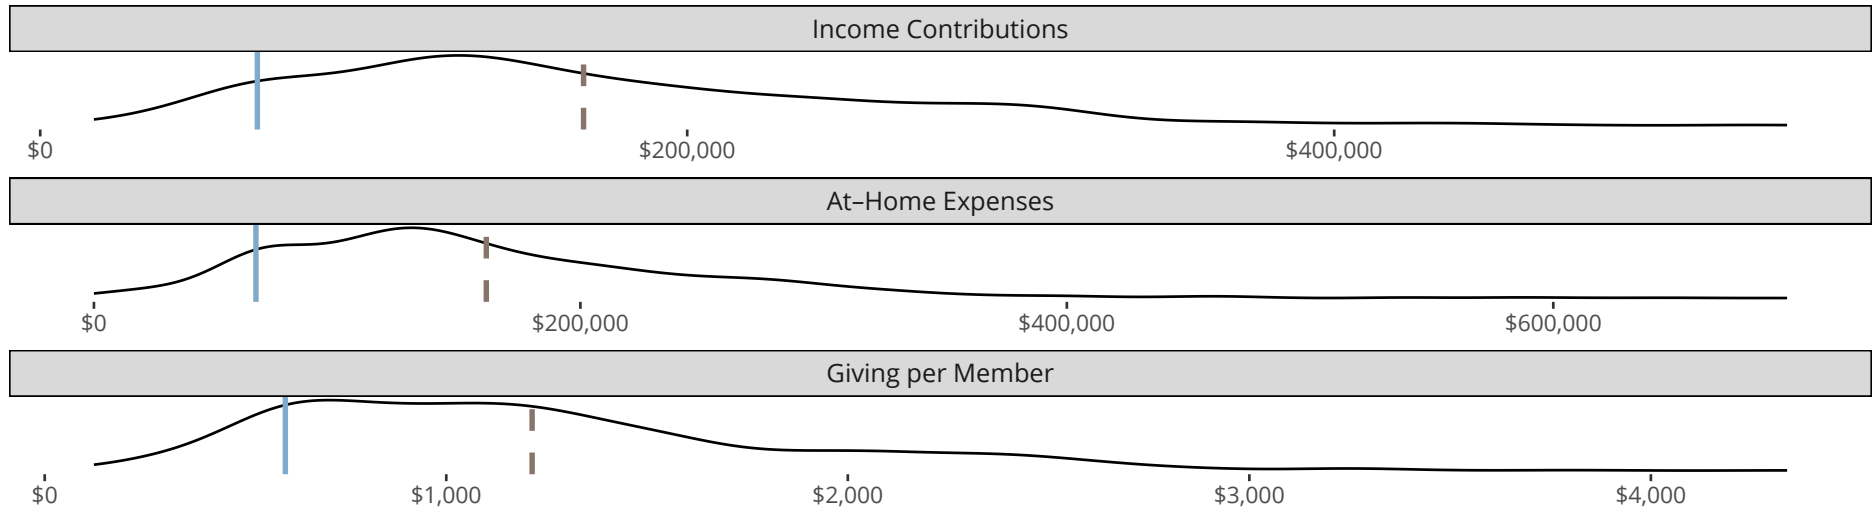 Income Contributions
$0 $200,000 $400,000
At–Home Expenses
$0 $200,000 $400,000 $600,000
Giving per Member
$0 $1,000 $2,000 $3,000 $4,000